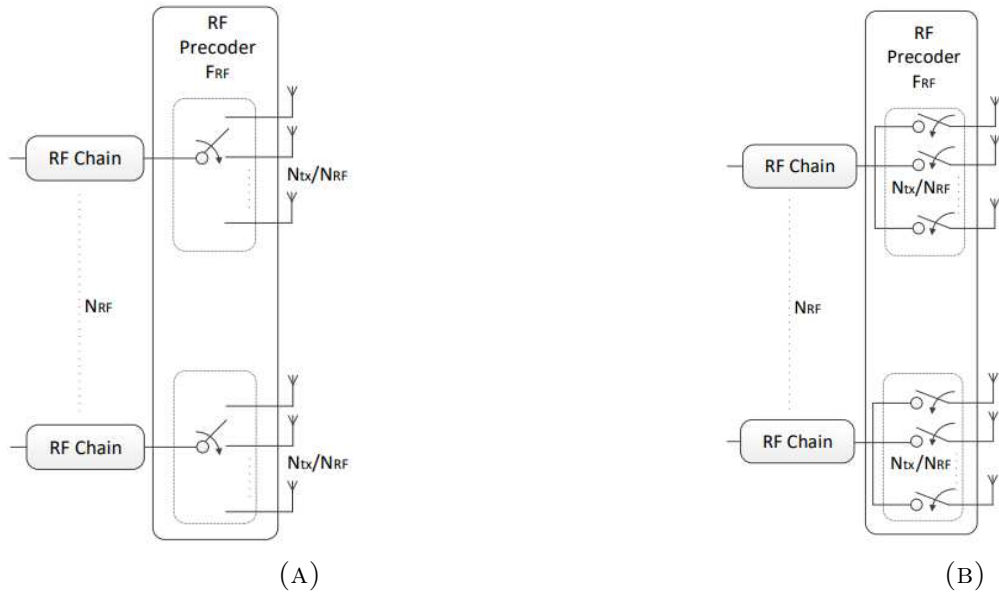 RF
Precoder
FRF
RF Chain
Ntx/NRF
NRF
RF Chain
Ntx/NRF
(A)
RF
Precoder
FRF
RF Chain
Ntx/NRF
NRF
RF Chain
Ntx/NRF
(B)